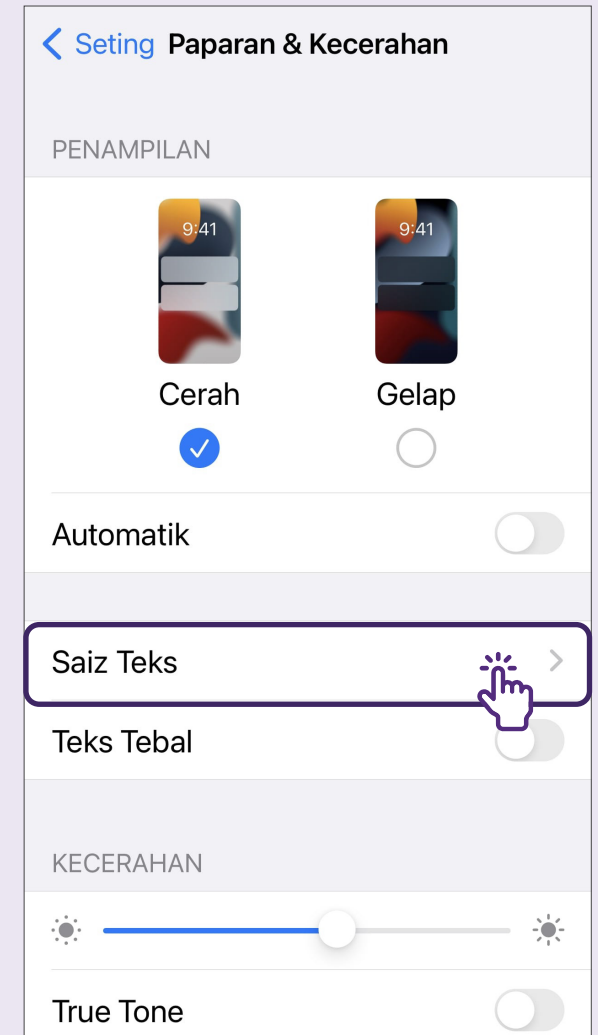 Seting Paparan & Kecerahan
PENAMPILAN
9:41 9:41
Cerah Gelap
Automatik
Saiz Teks
Teks Tebal
KECERAHAN
True Tone